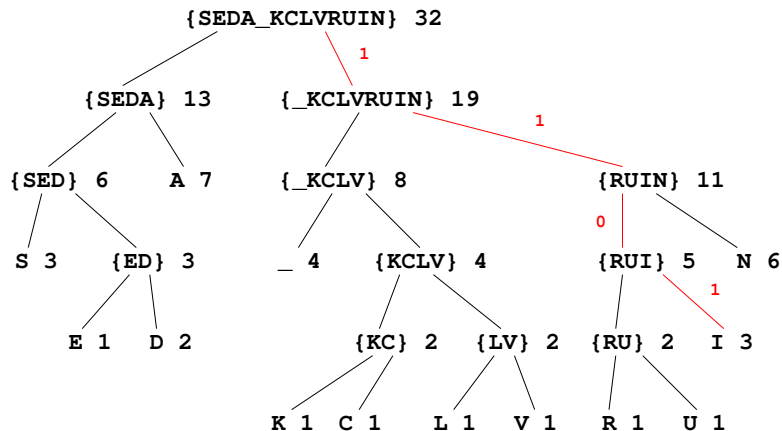 {SEDA_KCLVRUIN} 32
1
{SEDA} 13 {_KCLVRUIN} 19
1
{SED} 6 A 7 {_KCLV} 8 {RUIN} 11
0
S 3 {ED} 3 _ 4 {KCLV} 4 {RUI} 5 N 6
1
E 1 D 2 {KC} 2 {LV} 2 {RU} 2 I 3
K 1 C 1 L 1 V 1 R 1 U 1